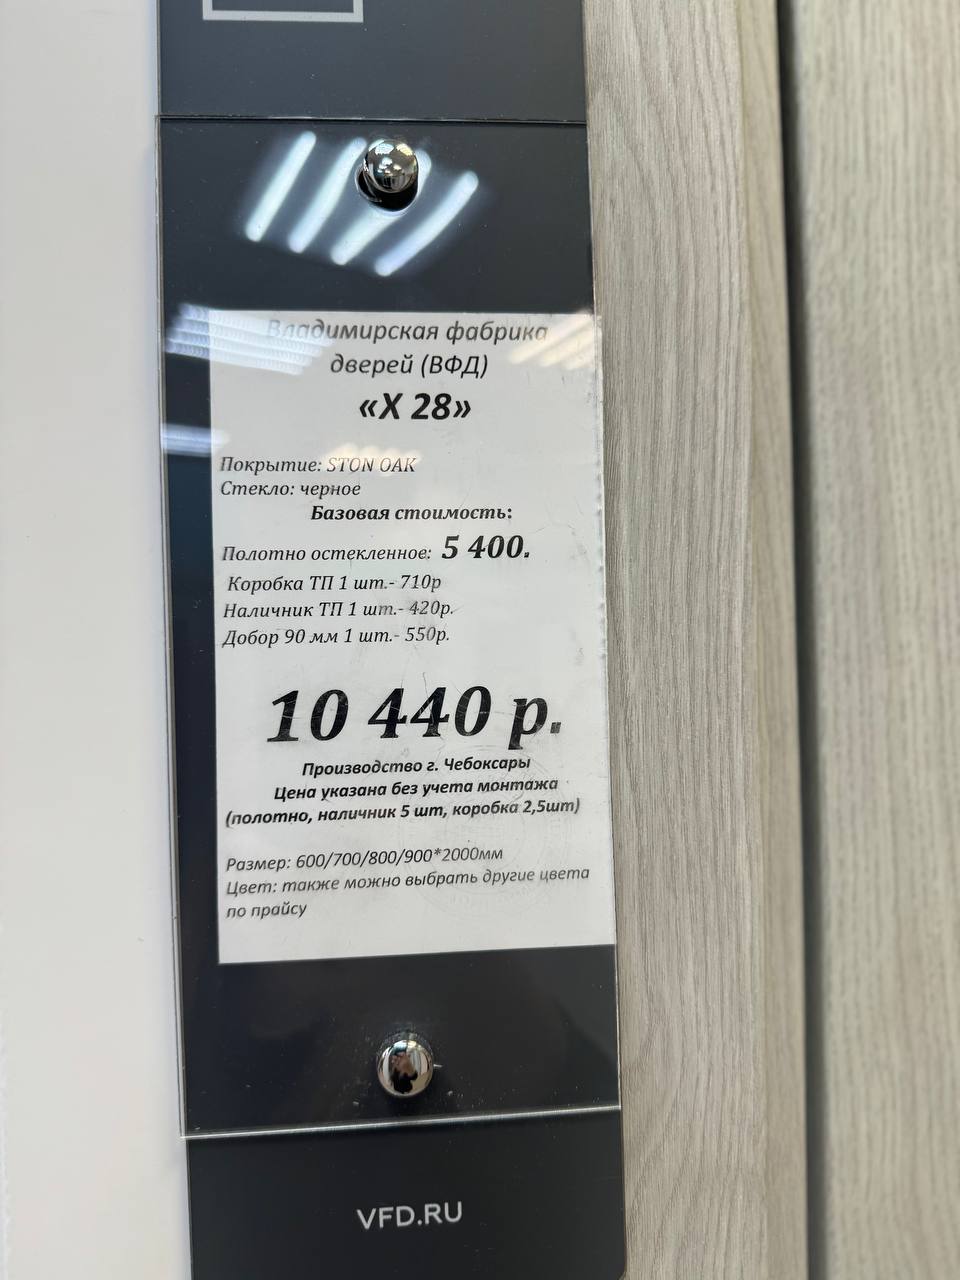 Владимирская фабрика
дверей (ВФД)
«X 28»
Покрытие: STON OAK
Стекло: черное
Базовая стоимость:
Полотно остекленное: 5 400.
Коробка ТП 1 шт.- 710р
Наличник ТП 1 шт.- 420р.
Добор 90 мм 1 шт.- 550р.
10 440 р.
Производство г. Чебоксары
Цена указана без учета монтажа
(полотно, наличник 5 шт, коробка 2,5шт)
Размер: 600/700/800/900*2000мм
Цвет: также можно выбрать другие цвета
по прайсу
VFD.RU